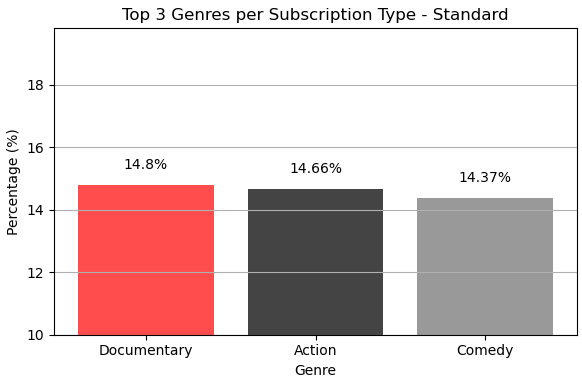 Top 3 Genres per Subscription Type - Standard
Percentage (%)
18
16
14
12
10
14.8%
14.66%
14.37%
Documentary
Action
Comedy
Genre